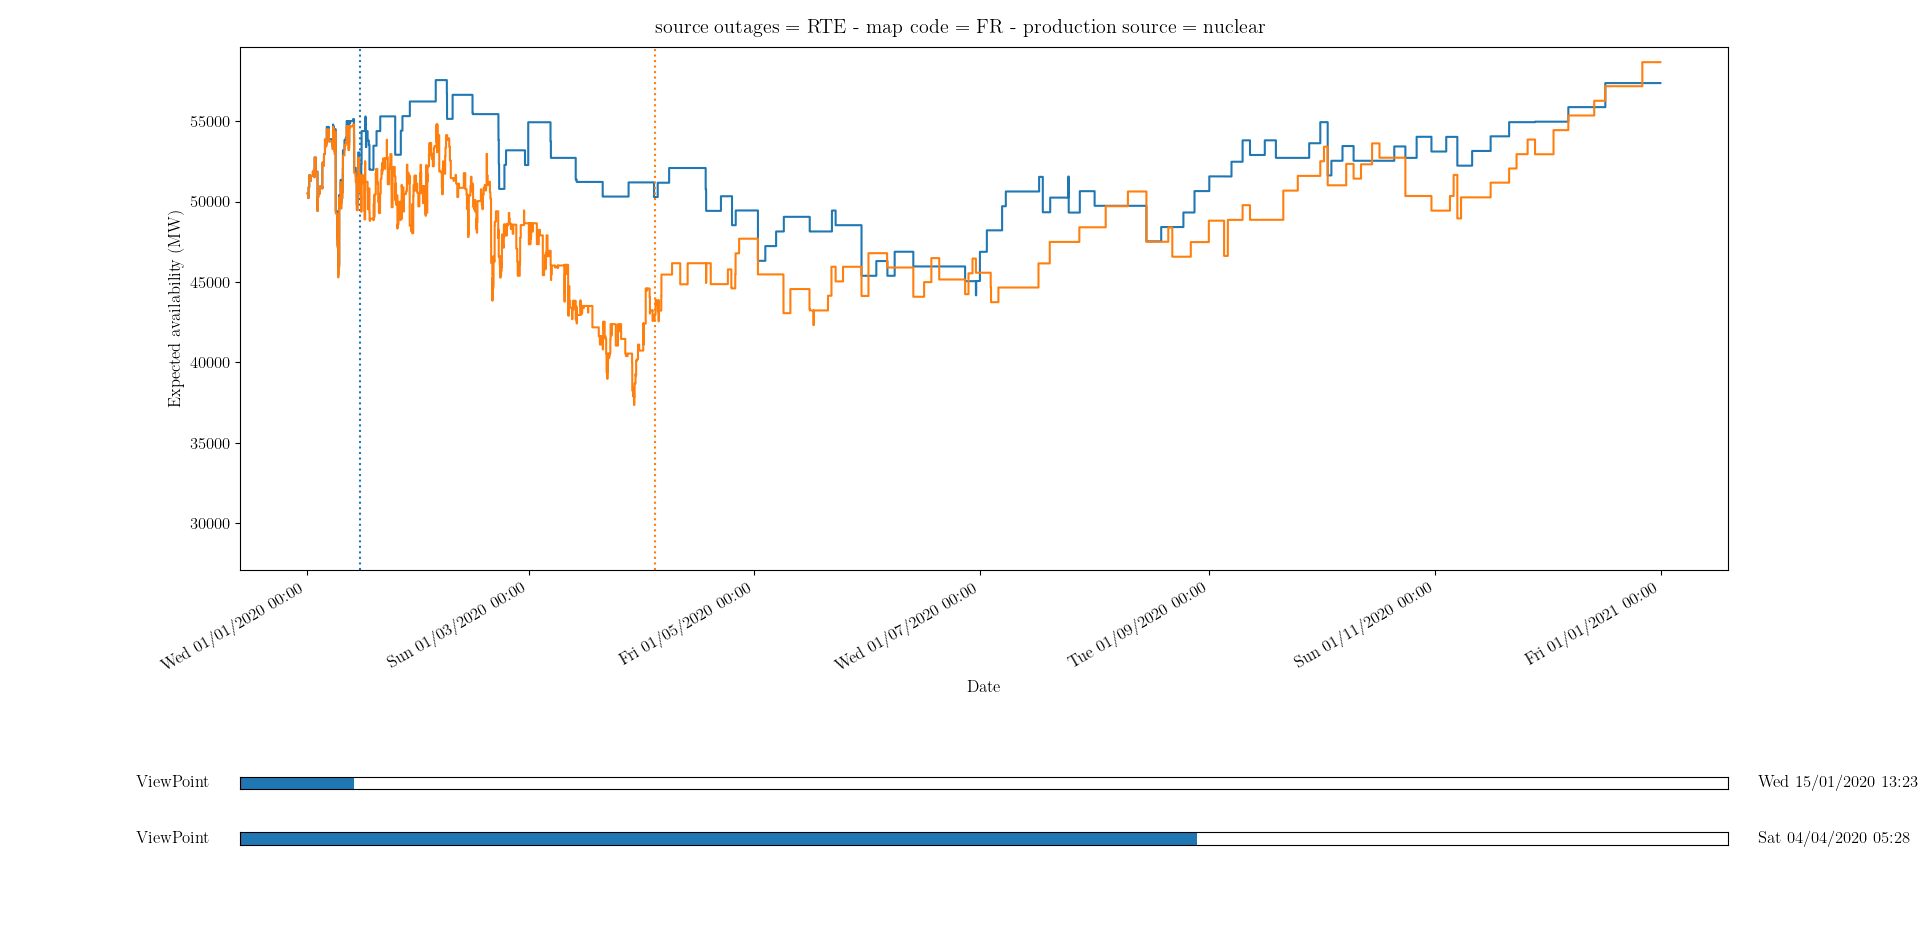 source outages = RTE - map code = FR - production source = nuclear
Expected availability (MW)
55000
50000
45000
40000
35000
30000
Wed 01/01/2020 00:00
Sun 01/03/2020 00:00
Fri 01/05/2020 00:00
Wed 01/07/2020 00:00
Tue 01/09/2020 00:00
Sun 01/11/2020 00:00
Fri 01/01/2021 00:00
Date
ViewPoint Wed 15/01/2020 13:23
ViewPoint Sat 04/04/2020 05:28